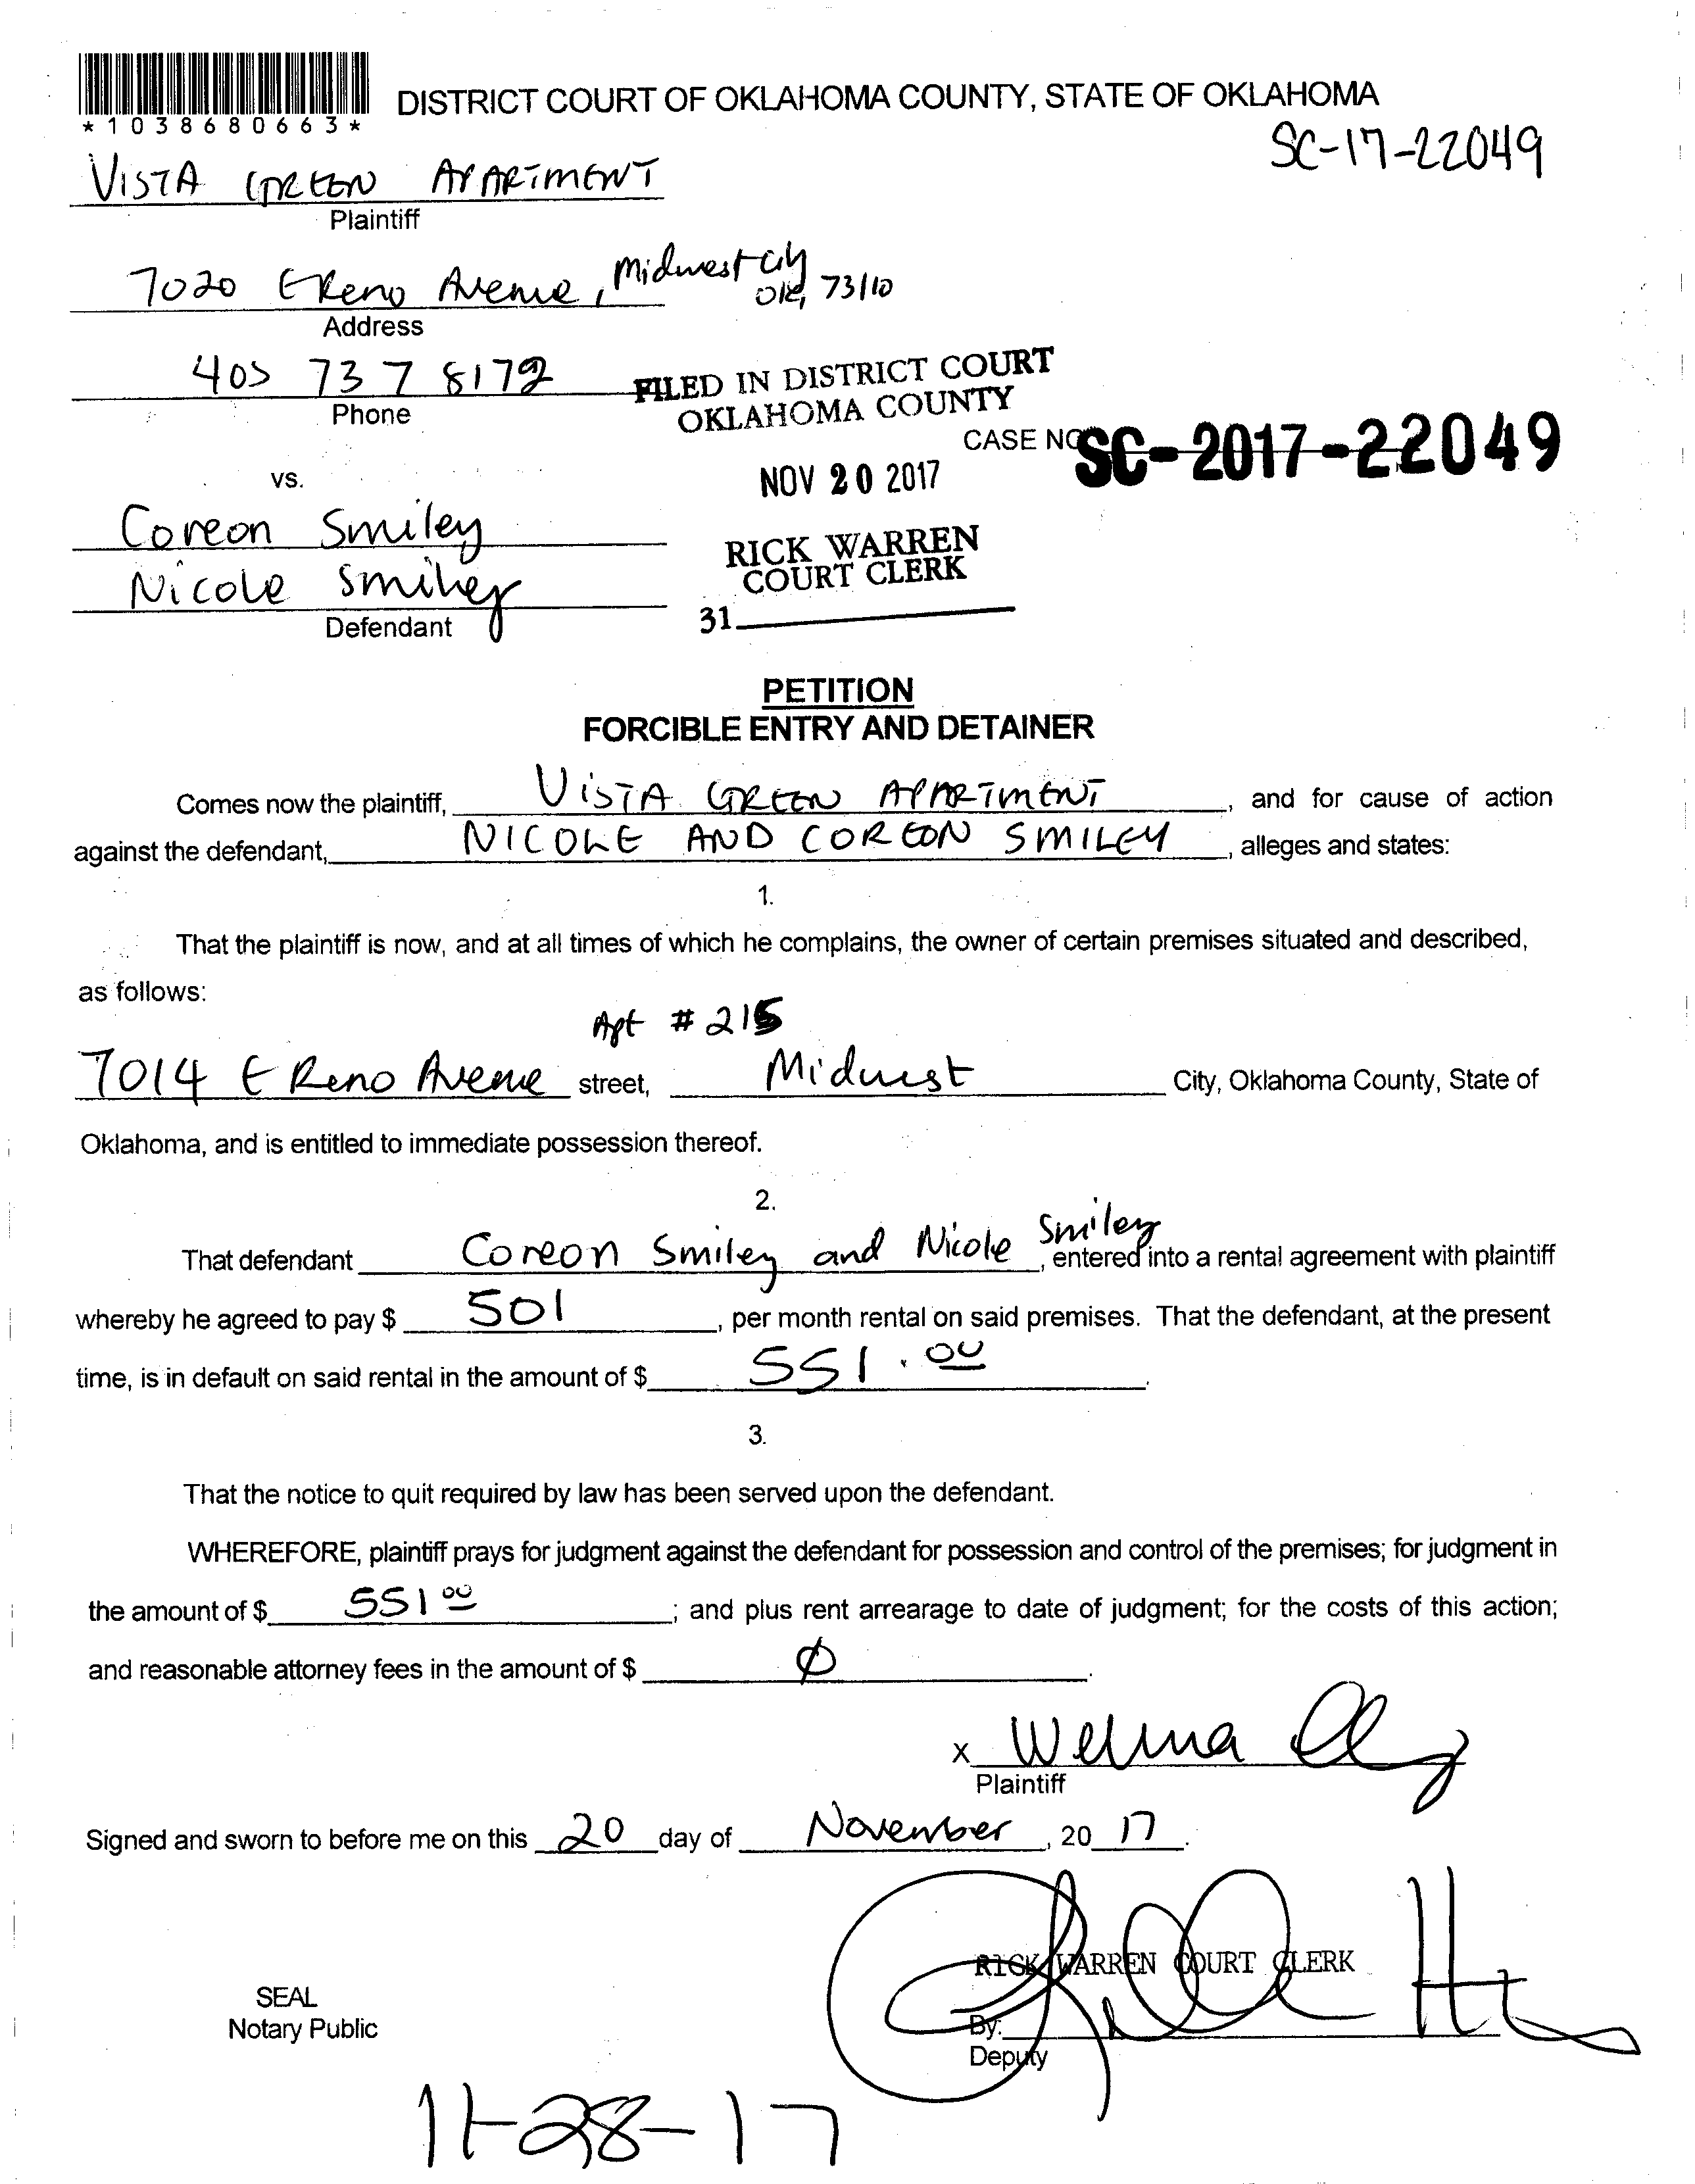 *1038680663*
DISTRICT COURT OF OKLAHOMA COUNTY, STATE OF OKLAHOMA
SC-17-22049
VISTA GREEN APARTMENT
Plaintiff
7020 E Reno Avenue, Midwest City
Ok, 73110
Address
405 737 8172
Phone
FILED IN DISTRICT COURT
OKLAHOMA COUNTY
CASE NO SC-2017-22049
NOV 20 2017
vs.
Coreon Smiley
RICK WARREN
COURT CLERK
Nicole Smiley
Defendant
31
PETITION
FORCIBLE ENTRY AND DETAINER
Comes now the plaintiff, VISTA GREEN APARTMENT, and for cause of action
against the defendant, NICOLE AND COREON SMILEY, alleges and states:
1.
That the plaintiff is now, and at all times of which he complains, the owner of certain premises situated and described,
as follows:
Apt # 215
7014 E Reno Avenue street, Midwest City, Oklahoma County, State of
Oklahoma, and is entitled to immediate possession thereof.
2.
That defendant Coreon Smiley and Nicole Smiley, entered into a rental agreement with plaintiff
whereby he agreed to pay $ 501, per month rental on said premises. That the defendant, at the present
time, is in default on said rental in the amount of $ 551.00.
3.
That the notice to quit required by law has been served upon the defendant.
WHEREFORE, plaintiff prays for judgment against the defendant for possession and control of the premises; for judgment in
the amount of $ 551 00; and plus rent arrearage to date of judgment; for the costs of this action;
and reasonable attorney fees in the amount of $ Ø.
X Welma
Plaintiff
Signed and sworn to before me on this 20 day of November, 20 17.
RICK WARREN COURT CLERK
SEAL
Notary Public
By:
Deputy
11-28-17